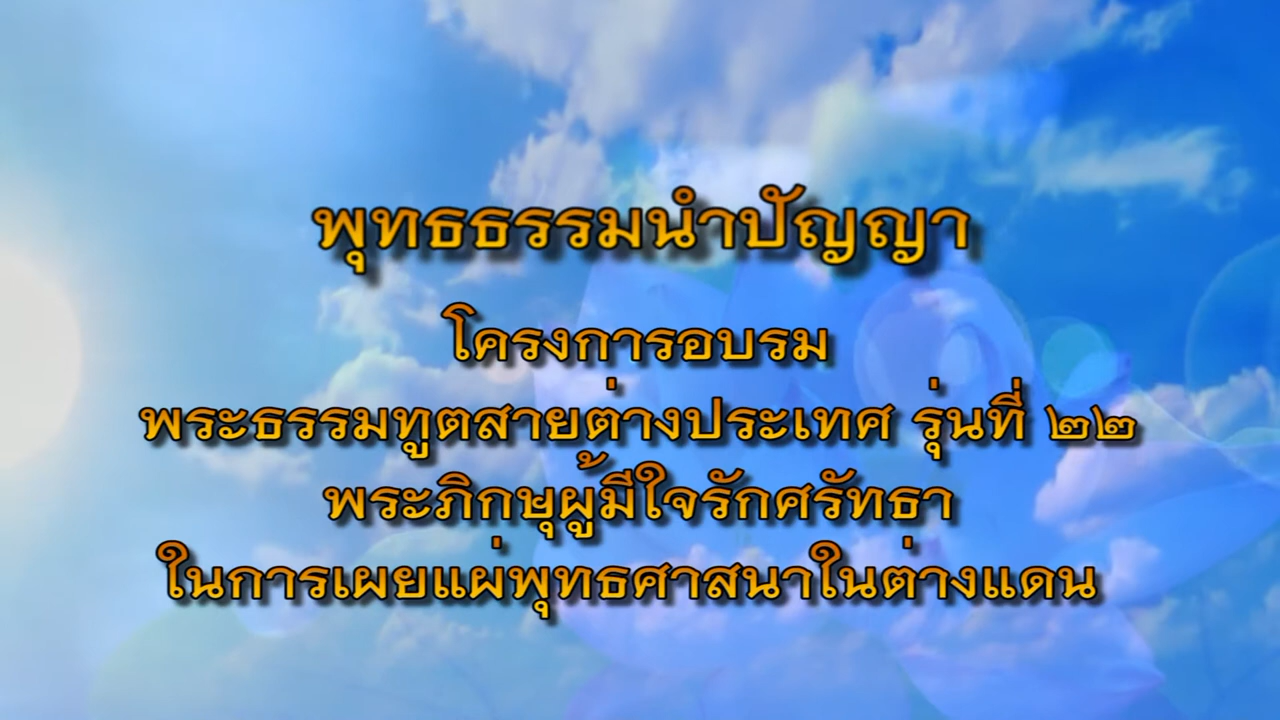 พุทธธรรมนำปัญญา
โครงการอบรม
พระธรรมทูตสายต่างประเทศ รุ่นที่ ๒๒
พระภิกษุผู้มีใจรักศรัทธา
ในการเผยแผ่พุทธศาสนาในต่างแดน